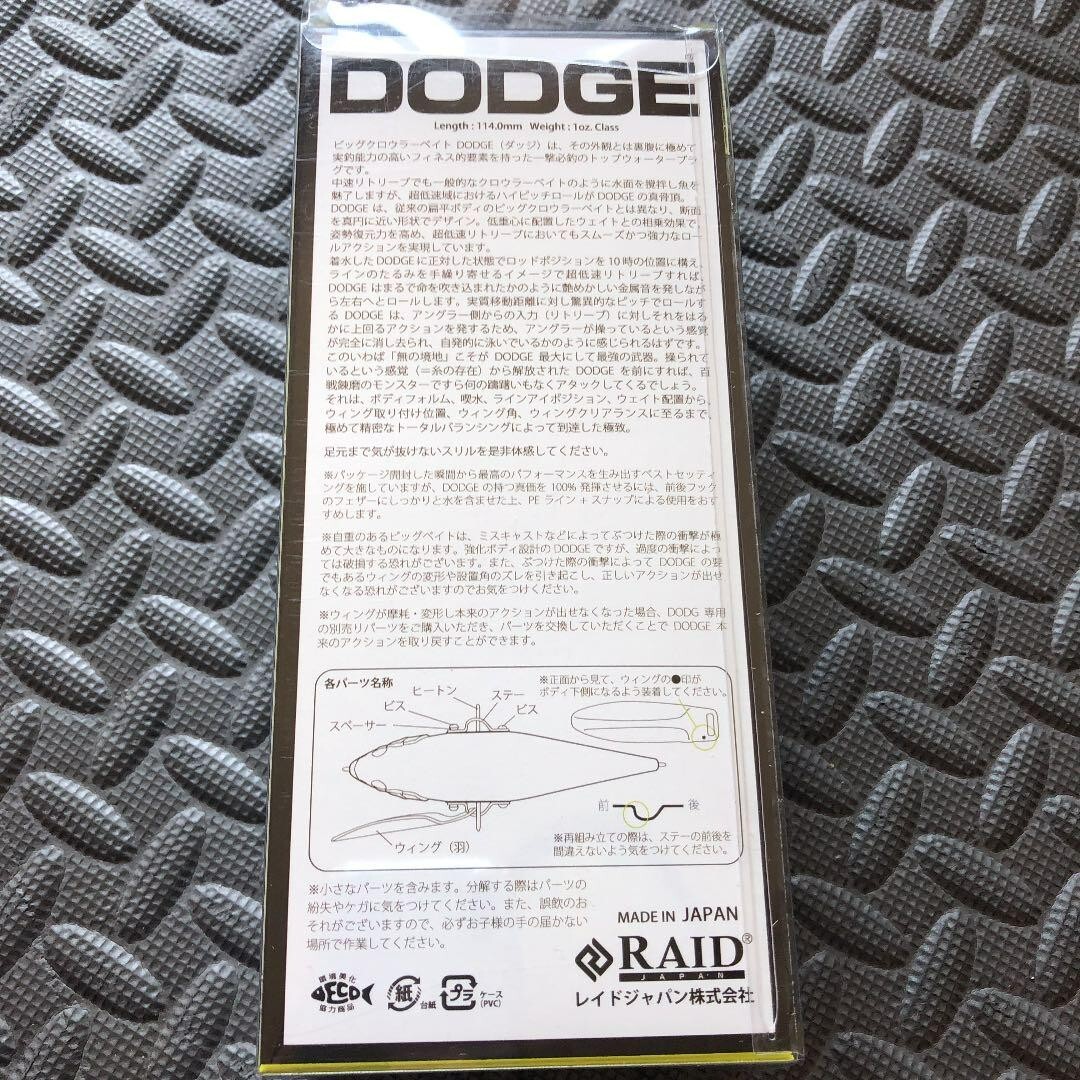 DODGE
Length : 114.0mm Weight : 1oz. Class
ビッグクロウラーベイト DODGE（ダッジ）は、その外観とは裏腹に極めて
実釣能力の高いフィネス的要素を持った一撃必釣のトップウォータープラ
グです。
中速リトリーブでも一般的なクロウラーベイトのように水面を攪拌し魚を
魅了しますが、超低速域におけるハイピッチロールが DODGE の真骨頂。
DODGE は、従来の扁平ボディのビッグクロウラーベイトとは異なり、断面
を真円に近い形状でデザイン。低重心に配置したウェイトとの相乗効果で、
姿勢復元力を高め、超低速リトリーブにおいてもスムーズかつ強力なロー
ルアクションを実現しています。
着水した DODGE に正対した状態でロッドポジションを 10 時の位置に構え、
ラインのたるみを手繰り寄せるイメージで超低速リトリーブすれば、
DODGE はまるで命を吹き込まれたかのように艶めかしい金属音を発しなが
ら左右へとロールします。実質移動距離に対し驚異的なピッチでロールす
る DODGE は、アングラー側からの入力（リトリーブ）に対しそれをはる
かに上回るアクションを発するため、アングラーが操っているという感覚
が完全に消し去られ、自発的に泳いでいるかのように感じられるはずです。
このいわば「無の境地」こそが DODGE 最大にして最強の武器。操られて
いるという感覚（＝糸の存在）から解放された DODGE を前にすれば、百
戦錬磨のモンスターですら何の躊躇いもなくアタックしてくるでしょう。
それは、ボディフォルム、喫水、ラインアイポジション、ウェイト配置から、
ウィング取り付け位置、ウィング角、ウィングクリアランスに至るまで、
極めて精密なトータルバランシングによって到達した極致。
足元まで気が抜けないスリルを是非体感してください。
※パッケージ開封した瞬間から最高のパフォーマンスを生み出すベストセッティ
ングを施していますが、DODGE の持つ真価を 100% 発揮させるには、前後フック
のフェザーにしっかりと水を含ませた上、PE ライン + スナップによる使用をおす
すめします。
※自重のあるビッグベイトは、ミスキャストなどによってぶつけた際の衝撃が極
めて大きなものになります。強化ボディ設計の DODGE ですが、過度の衝撃によっ
ては破損する恐れがございます。また、ぶつけた際の衝撃によって DODGE の要
でもあるウィングの変形や設置角のズレを引き起こし、正しいアクションが出せ
なくなる恐れがございますのでお気をつけください。
※ウィングが摩耗・変形し本来のアクションが出せなくなった場合、DODG 専用
の別売りパーツをご購入いただき、パーツを交換していただくことで DODGE 本
来のアクションを取り戻すことができます。
各パーツ名称
ヒートン
ステー
ビス
ビス
スペーサー
※正面から見て、ウィングの●印が
ボディ下側になるよう装着してください。
前
後
ウィング（羽）
※再組み立ての際は、ステーの前後を
間違えないよう気をつけてください。
※小さなパーツを含みます。分解する際はパーツの
紛失やケガに気をつけてください。また、誤飲のお
それがございますので、必ずお子様の手の届かない
場所で作業してください。
MADE IN JAPAN
RAID®
JAPAN
レイドジャパン株式会社
環境美化
ECO
協力商品
紙
台紙
プラ
ケース
(PVC)